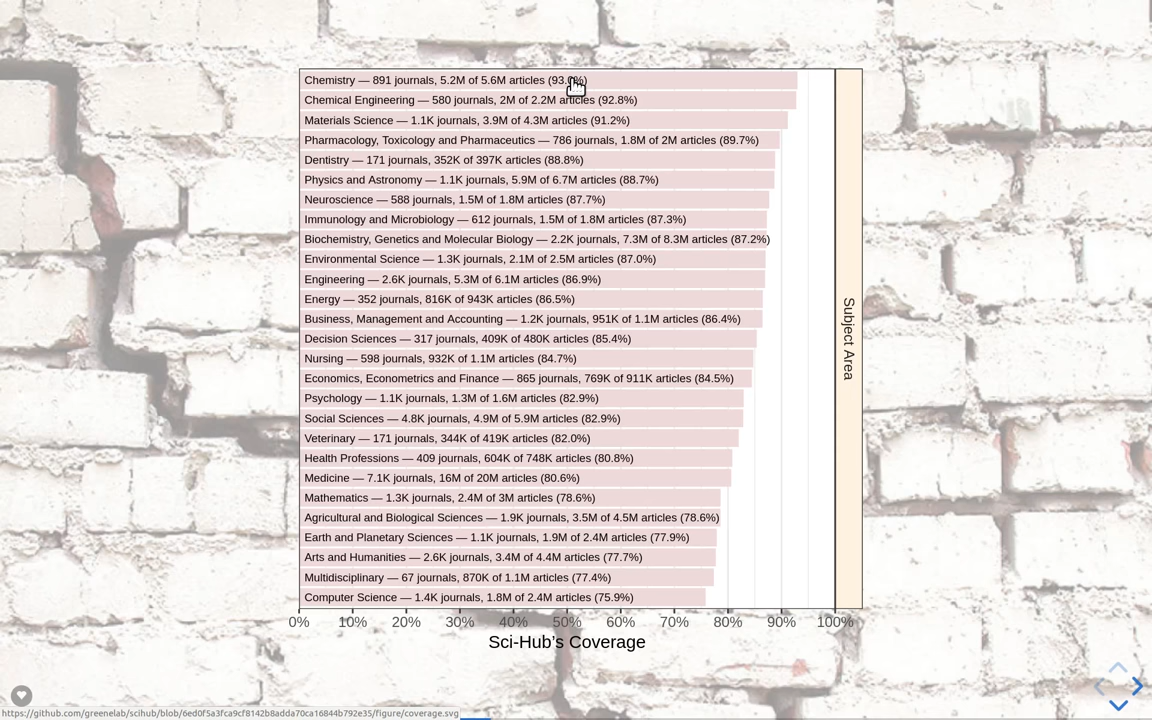 Chemistry — 891 journals, 5.2M of 5.6M articles (93.0%)
Chemical Engineering — 580 journals, 2M of 2.2M articles (92.8%)
Materials Science — 1.1K journals, 3.9M of 4.3M articles (91.2%)
Pharmacology, Toxicology and Pharmaceutics — 786 journals, 1.8M of 2M articles (89.7%)
Dentistry — 171 journals, 352K of 397K articles (88.8%)
Physics and Astronomy — 1.1K journals, 5.9M of 6.7M articles (88.7%)
Neuroscience — 588 journals, 1.5M of 1.8M articles (87.7%)
Immunology and Microbiology — 612 journals, 1.5M of 1.8M articles (87.3%)
Biochemistry, Genetics and Molecular Biology — 2.2K journals, 7.3M of 8.3M articles (87.2%)
Environmental Science — 1.3K journals, 2.1M of 2.5M articles (87.0%)
Engineering — 2.6K journals, 5.3M of 6.1M articles (86.9%)
Energy — 352 journals, 816K of 943K articles (86.5%)
Business, Management and Accounting — 1.2K journals, 951K of 1.1M articles (86.4%)
Decision Sciences — 317 journals, 409K of 480K articles (85.4%)
Nursing — 598 journals, 932K of 1.1M articles (84.7%)
Economics, Econometrics and Finance — 865 journals, 769K of 911K articles (84.5%)
Psychology — 1.1K journals, 1.3M of 1.6M articles (82.9%)
Social Sciences — 4.8K journals, 4.9M of 5.9M articles (82.9%)
Veterinary — 171 journals, 344K of 419K articles (82.0%)
Health Professions — 409 journals, 604K of 748K articles (80.8%)
Medicine — 7.1K journals, 16M of 20M articles (80.6%)
Mathematics — 1.3K journals, 2.4M of 3M articles (78.6%)
Agricultural and Biological Sciences — 1.9K journals, 3.5M of 4.5M articles (78.6%)
Earth and Planetary Sciences — 1.1K journals, 1.9M of 2.4M articles (77.9%)
Arts and Humanities — 2.6K journals, 3.4M of 4.4M articles (77.7%)
Multidisciplinary — 67 journals, 870K of 1.1M articles (77.4%)
Computer Science — 1.4K journals, 1.8M of 2.4M articles (75.9%)
Subject Area
0% 10% 20% 30% 40% 50% 60% 70% 80% 90% 100%
Sci-Hub's Coverage
https://github.com/greenelab/scihub/blob/6ed0f5a3fca9cf8142b8adda70ca16844b792e35/figure/coverage.svg